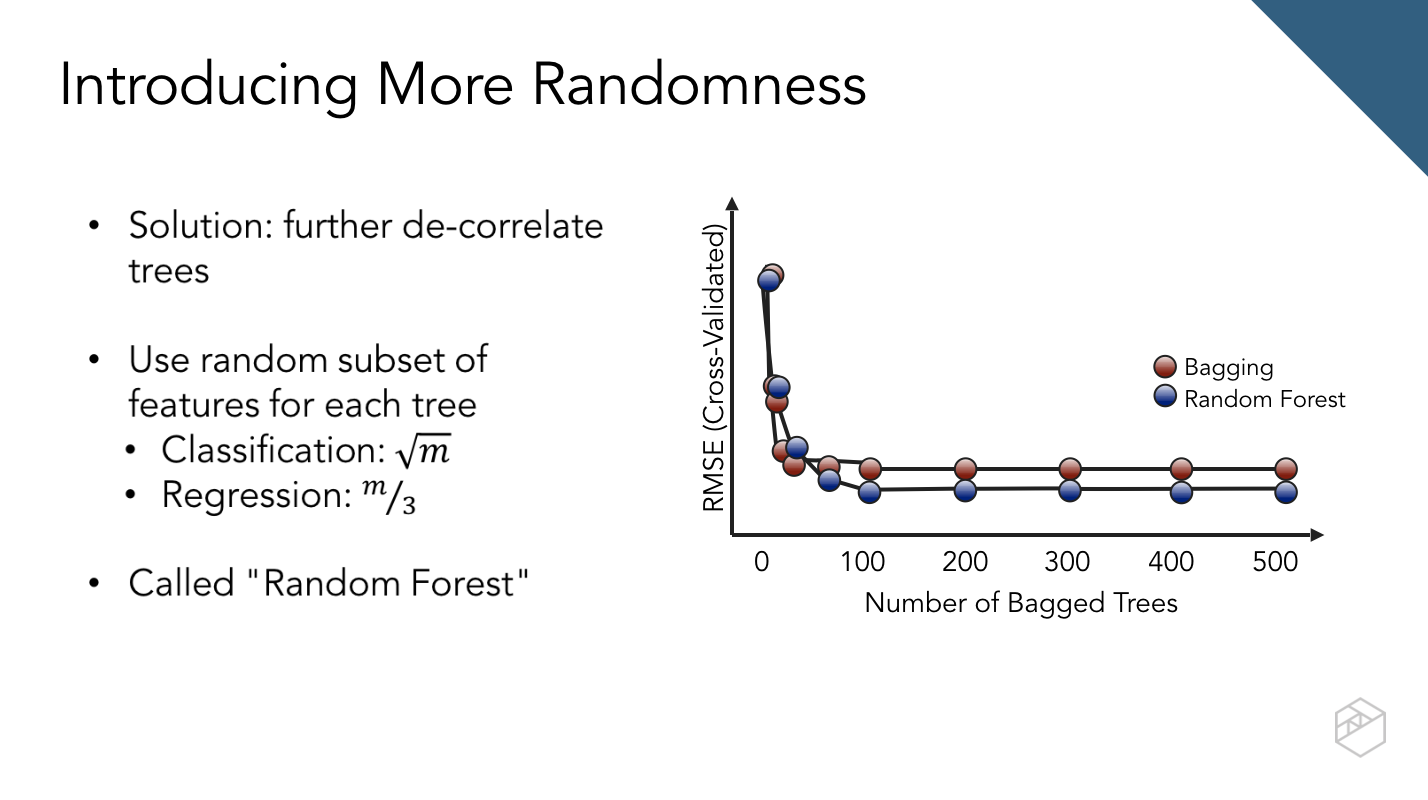 Introducing More Randomness
• Solution: further de-correlate
trees
• Use random subset of
features for each tree
• Classification: √m
• Regression: m/3
• Called "Random Forest"
RMSE (Cross-Validated)
Bagging
Random Forest
0 100 200 300 400 500
Number of Bagged Trees